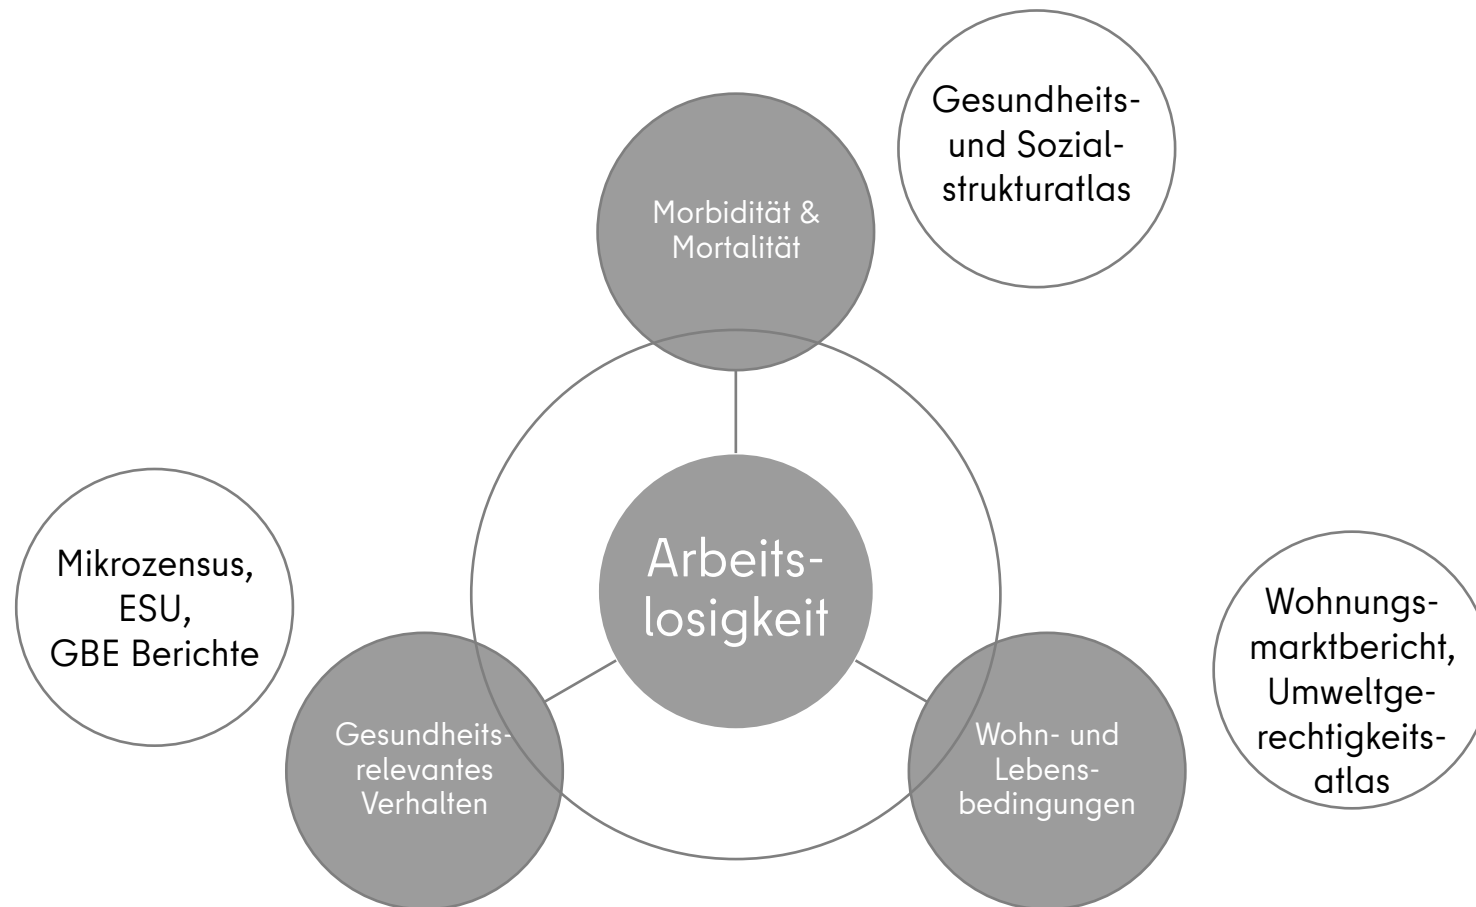 Gesundheits-
und Sozial-
strukturatlas
Morbidität &
Mortalität
Arbeits-
losigkeit
Mikrozensus,
ESU,
GBE Berichte
Gesundheits-
relevantes
Verhalten
Wohn- und
Lebens-
bedingungen
Wohnungs-
marktbericht,
Umweltge-
rechtigkeits-
atlas